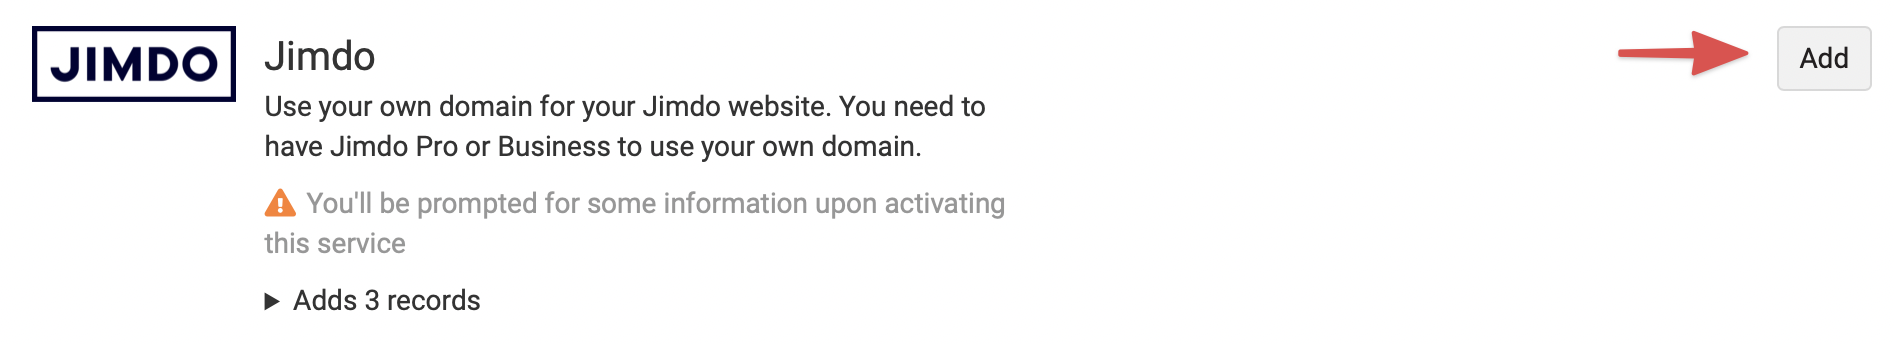 JIMDO
Jimdo
Add
Use your own domain for your Jimdo website. You need to
have Jimdo Pro or Business to use your own domain.
You'll be prompted for some information upon activating
this service
Adds 3 records